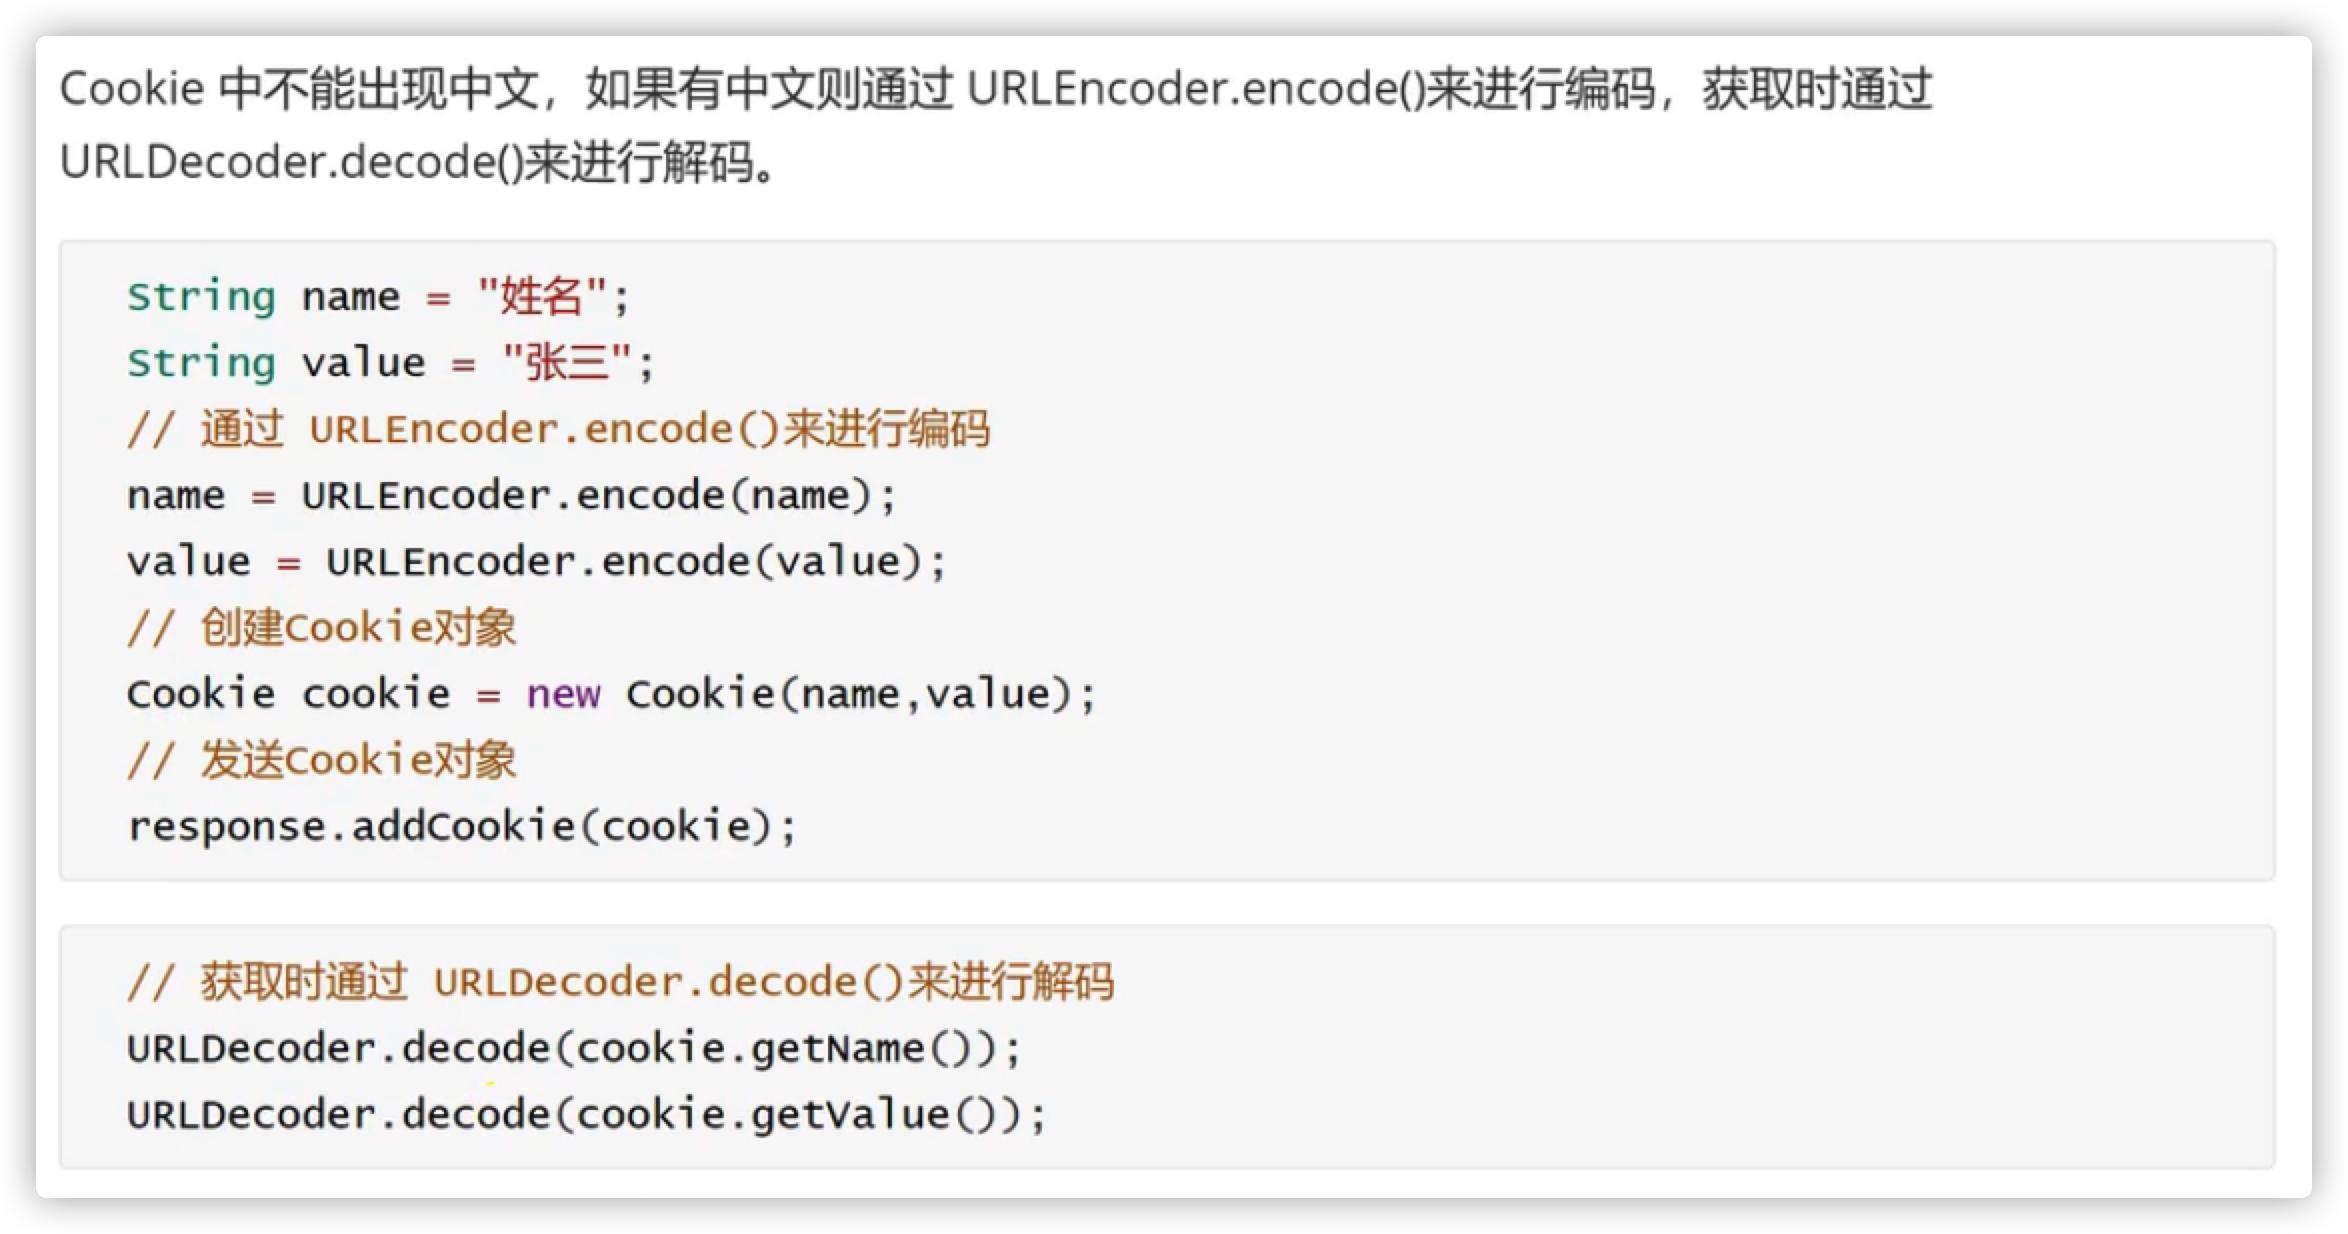 Cookie 中不能出现中文，如果有中文则通过 URLEncoder.encode()来进行编码，获取时通过
URLDecoder.decode()来进行解码。
String name = "姓名";
String value = "张三";
// 通过 URLEncoder.encode()来进行编码
name = URLEncoder.encode(name);
value = URLEncoder.encode(value);
// 创建Cookie对象
Cookie cookie = new Cookie(name,value);
// 发送Cookie对象
response.addCookie(cookie);
// 获取时通过 URLDecoder.decode()来进行解码
URLDecoder.decode(cookie.getName());
URLDecoder.decode(cookie.getValue());